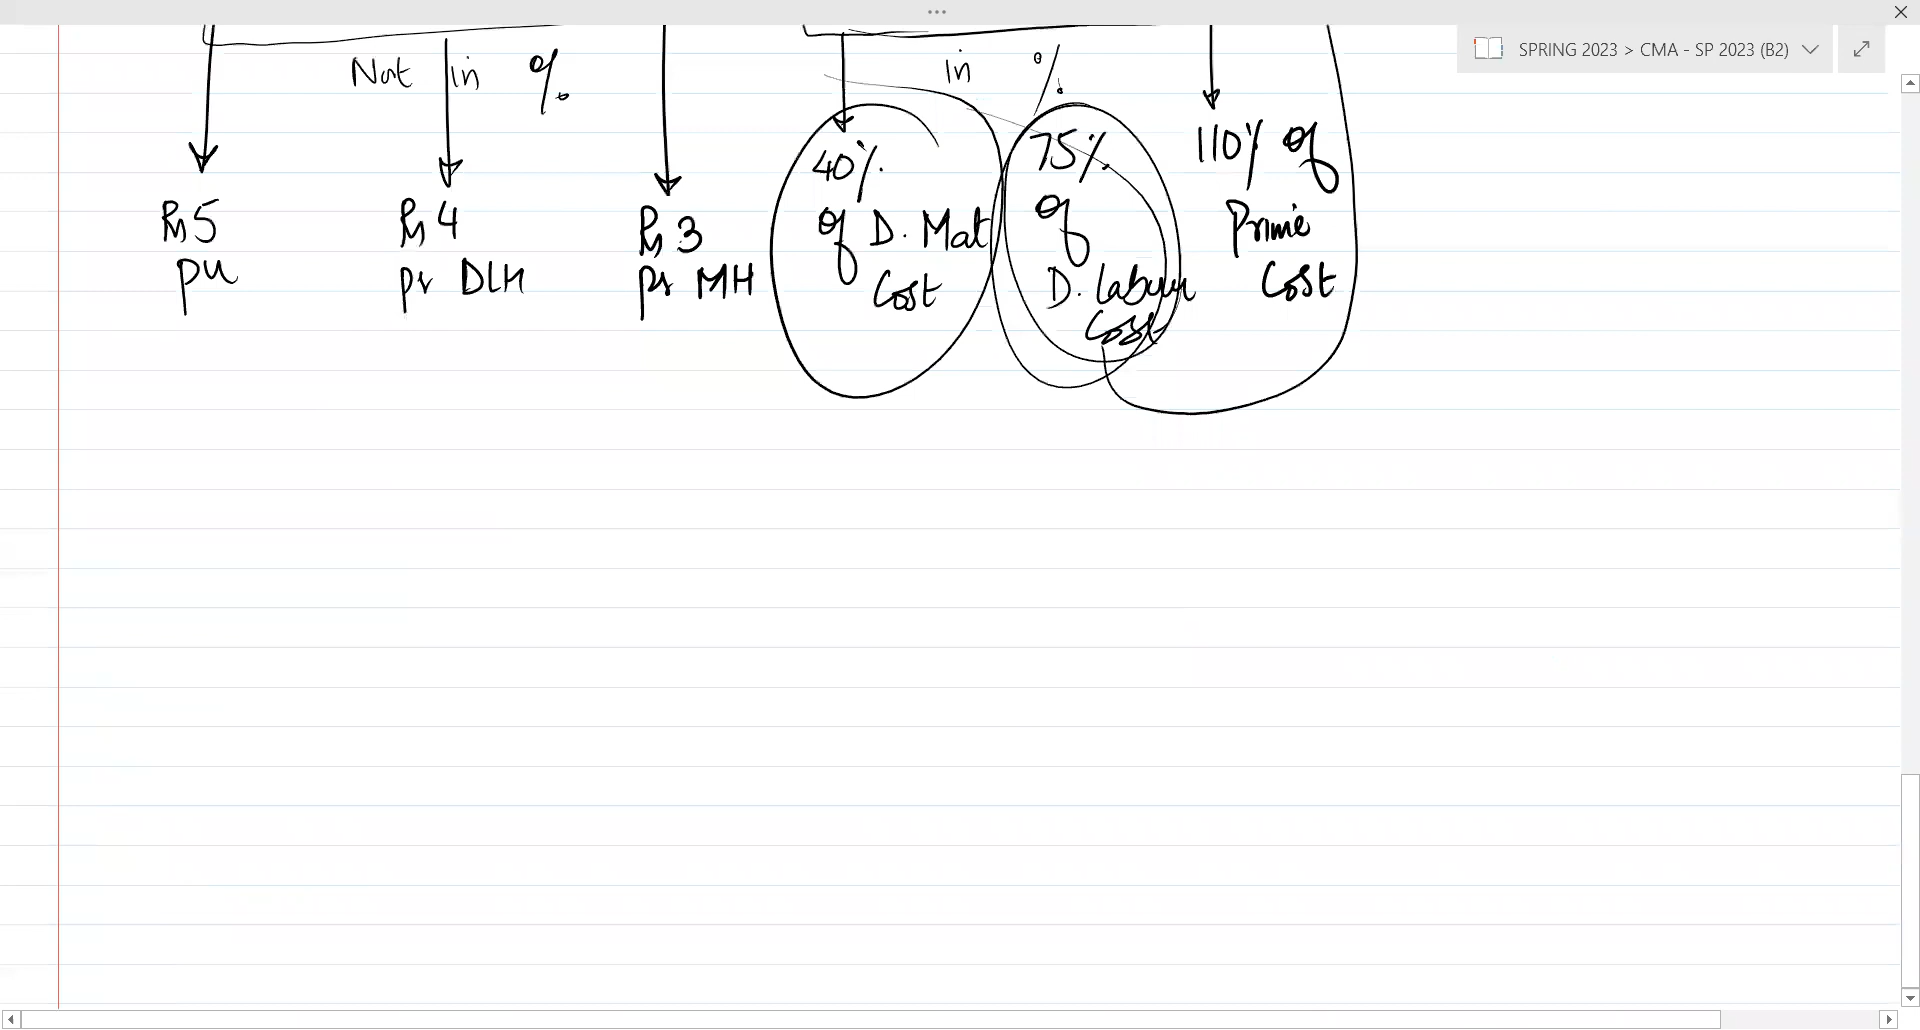 SPRING 2023 > CMA - SP 2023 (B2)
Not in %
in %
Rs 5
pu
Rs 4
pr DLH
Rs 3
pr MH
40%
of D. Mat
Cost
75%
of
D. labour
Cost
110% of
Prime
Cost